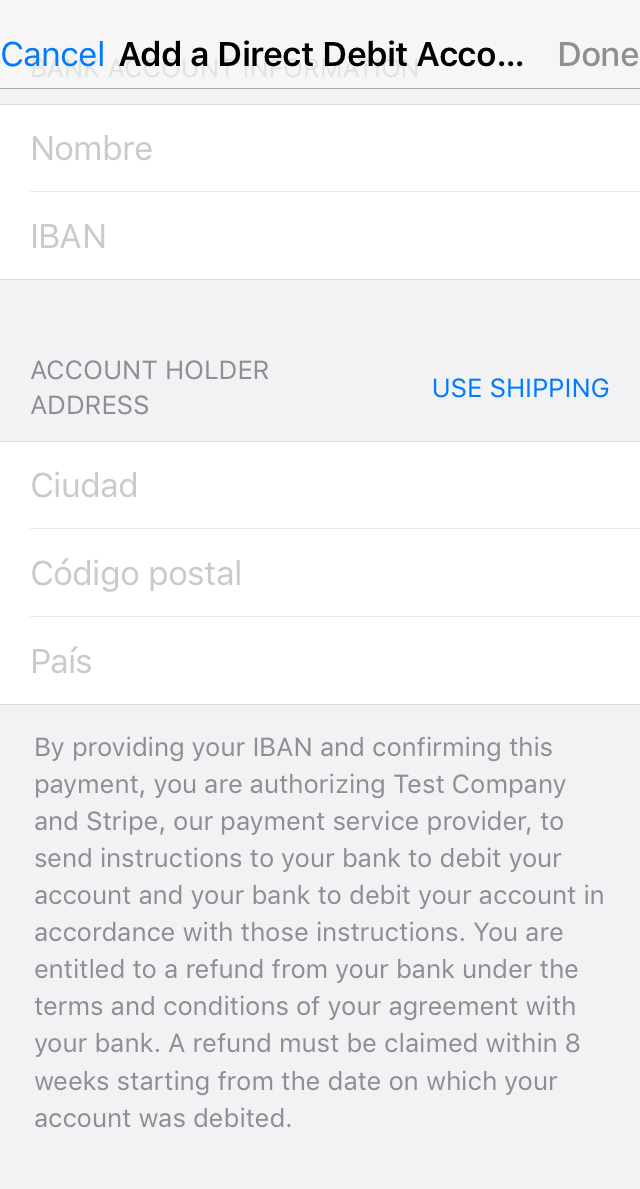 Cancel Add a Direct Debit Acco... Done
BANK ACCOUNT INFORMATION
Nombre
IBAN
ACCOUNT HOLDER
ADDRESS
USE SHIPPING
Ciudad
Código postal
País
By providing your IBAN and confirming this
payment, you are authorizing Test Company
and Stripe, our payment service provider, to
send instructions to your bank to debit your
account and your bank to debit your account in
accordance with those instructions. You are
entitled to a refund from your bank under the
terms and conditions of your agreement with
your bank. A refund must be claimed within 8
weeks starting from the date on which your
account was debited.